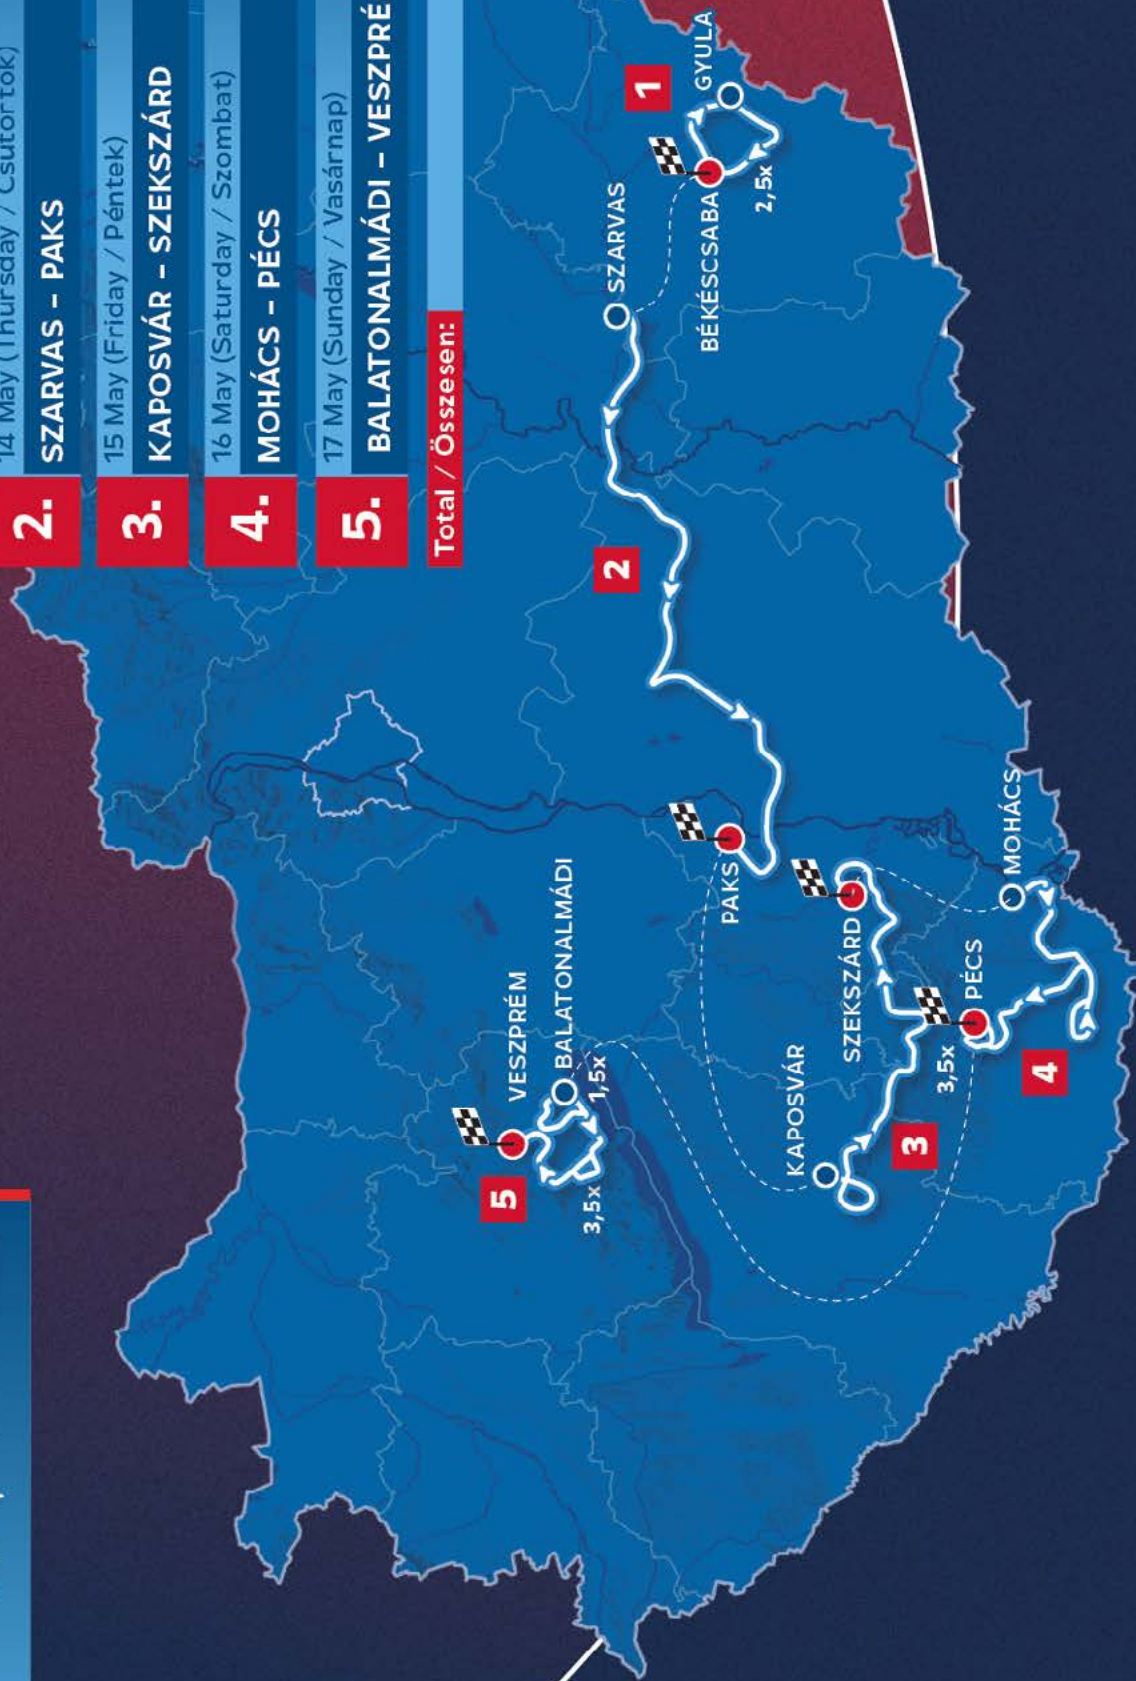 14 May (Thursday / Csütörtök)
2.
SZARVAS – PAKS
15 May (Friday / Péntek)
3.
KAPOSVÁR – SZEKSZÁRD
16 May (Saturday / Szombat)
4.
MOHÁCS – PÉCS
17 May (Sunday / Vasárnap)
5.
BALATONALMÁDI – VESZPRÉ
Total / Összesen:
1
GYULA
SZARVAS
BÉKÉSCSABA
2,5x
2
VESZPRÉM
5
BALATONALMÁDI
1,5x
3,5x
PAKS
KAPOSVÁR
SZEKSZÁRD
3
3,5x
PÉCS
MOHÁCS
4